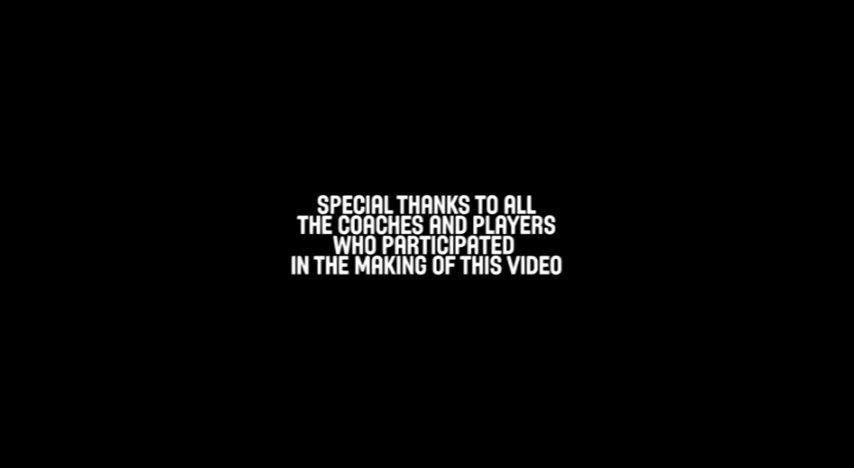 SPECIAL THANKS TO ALL
THE COACHES AND PLAYERS
WHO PARTICIPATED
IN THE MAKING OF THIS VIDEO